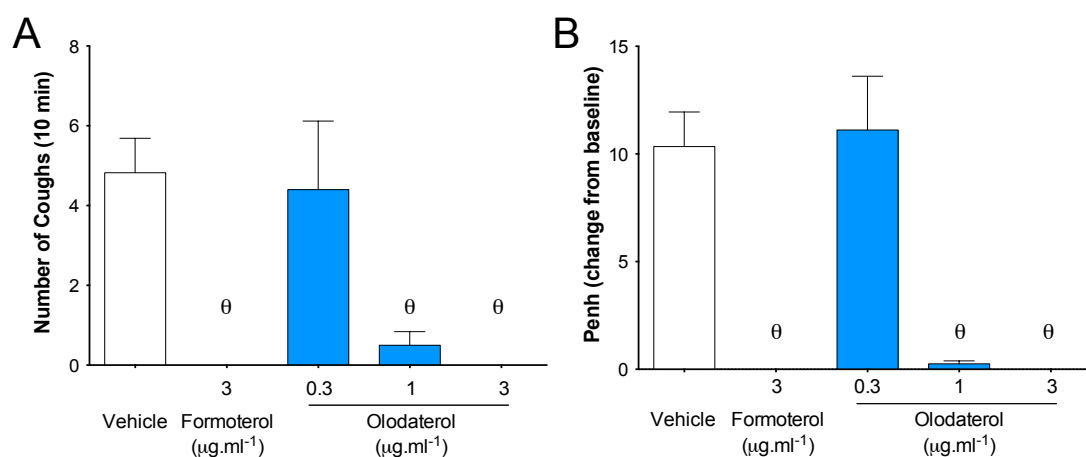 A
Number of Coughs (10 min)
8
6
4
2
0
θ
θ
θ
3
0.3
1
3
Vehicle
Formoterol
Olodaterol
(μg.ml⁻¹)
(μg.ml⁻¹)
B
Penh (change from baseline)
15
10
5
0
θ
θ
θ
3
0.3
1
3
Vehicle
Formoterol
Olodaterol
(μg.ml⁻¹)
(μg.ml⁻¹)